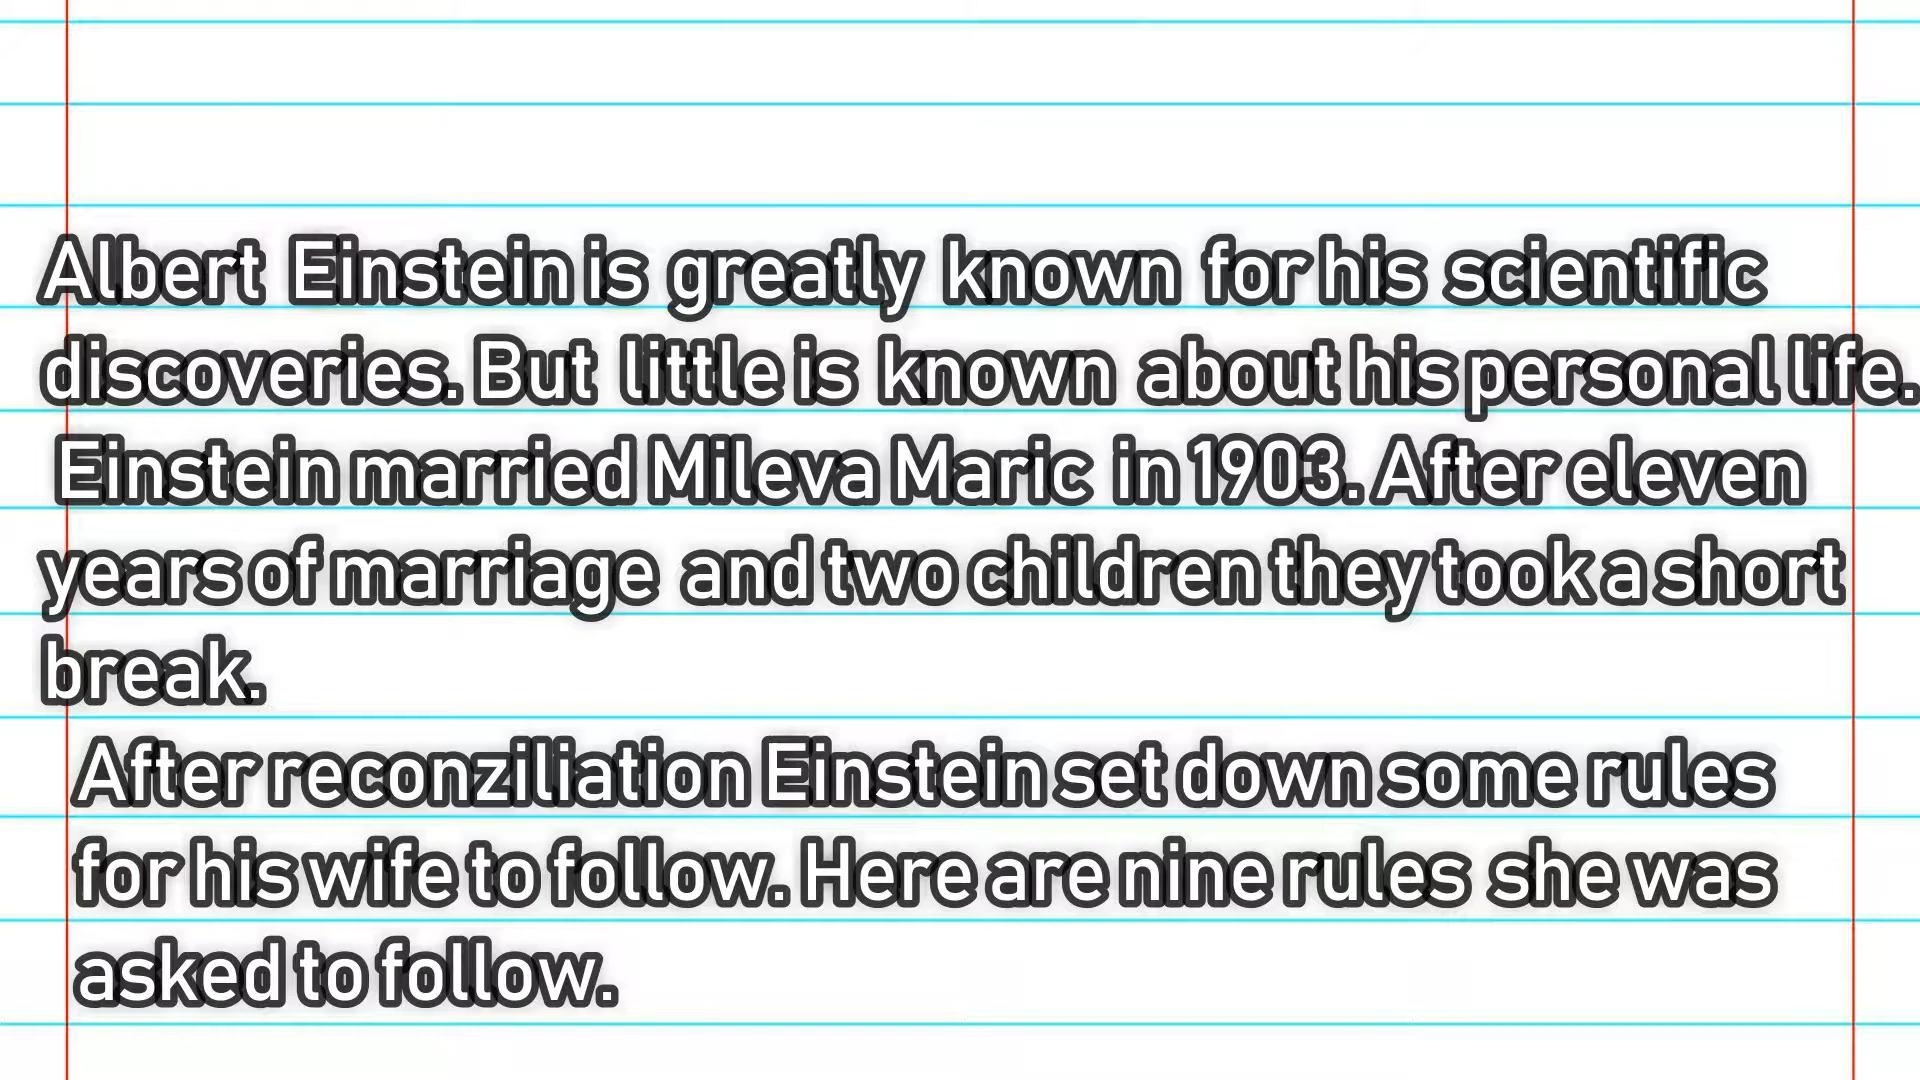 Albert Einstein is greatly known for his scientific
discoveries. But little is known about his personal life.
Einstein married Mileva Maric in 1903. After eleven
years of marriage and two children they took a short
break.
After reconziliation Einstein set down some rules
for his wife to follow. Here are nine rules she was
asked to follow.